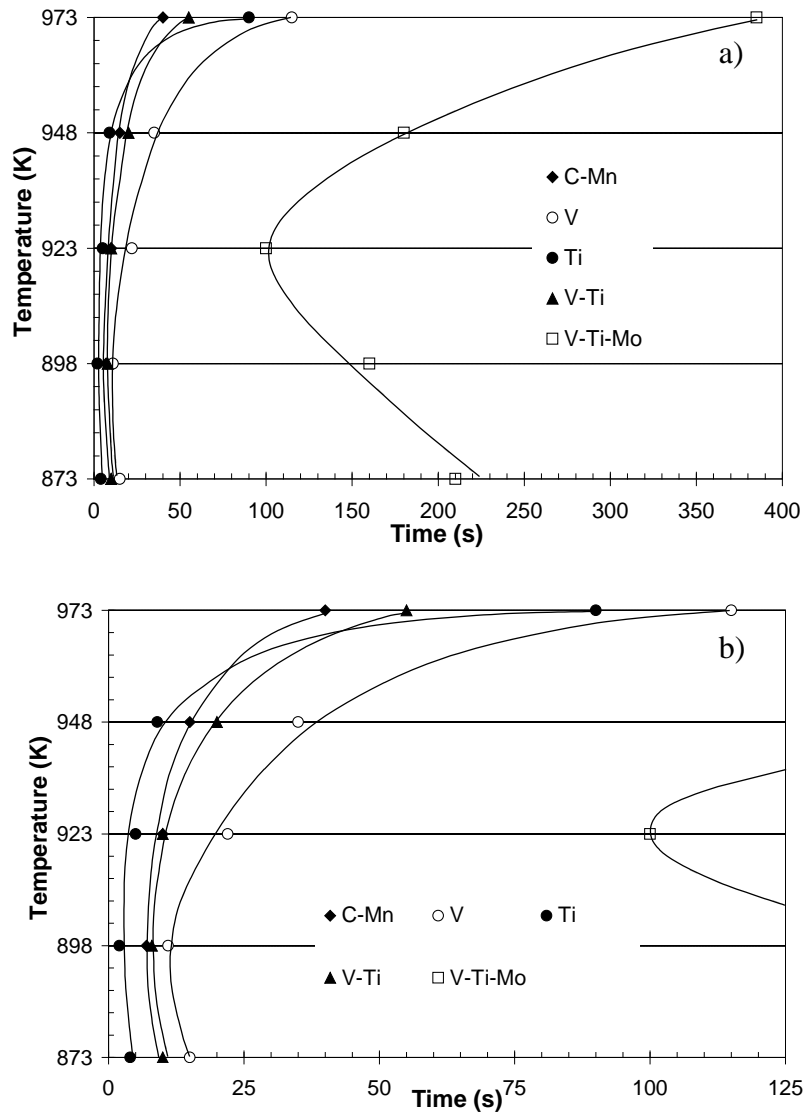 973
a)
948
C-Mn
V
923
Ti
V-Ti
V-Ti-Mo
898
873
0 50 100 150 200 250 300 350 400
Time (s)
Temperature (K)
973
b)
948
923
C-Mn V Ti
898
V-Ti V-Ti-Mo
873
0 25 50 75 100 125
Time (s)
Temperature (K)